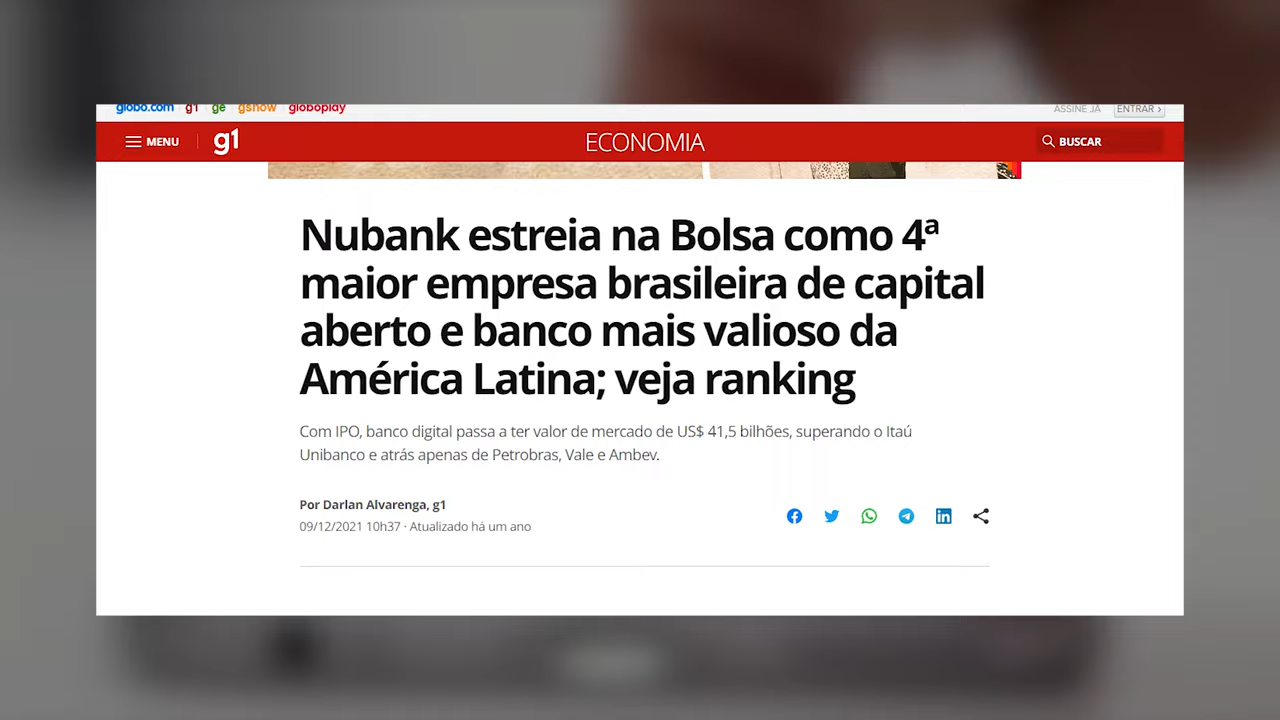 globo.com g1 ge gshow globoplay ASSINE JÁ ENTRAR >
MENU g1 ECONOMIA BUSCAR
Nubank estreia na Bolsa como 4ª
maior empresa brasileira de capital
aberto e banco mais valioso da
América Latina; veja ranking
Com IPO, banco digital passa a ter valor de mercado de US$ 41,5 bilhões, superando o Itaú
Unibanco e atrás apenas de Petrobras, Vale e Ambev.
Por Darlan Alvarenga, g1
09/12/2021 10h37 · Atualizado há um ano